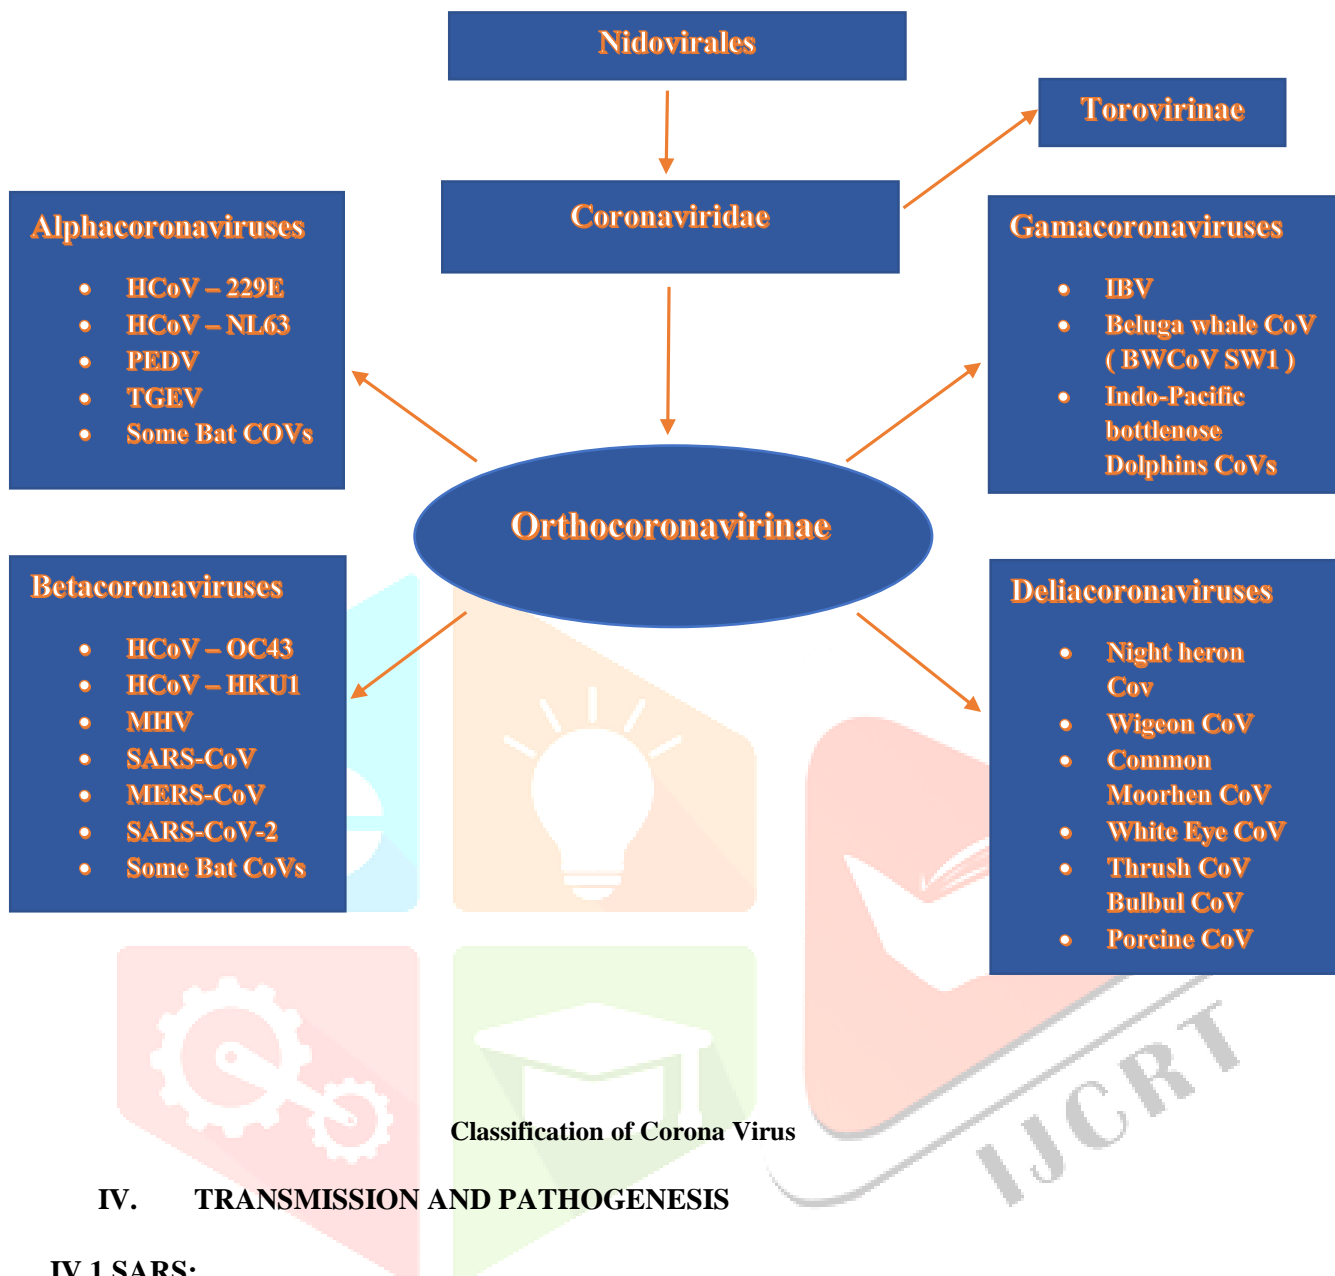 Nidovirales
Torovirinae
Coronaviridae
Alphacoronaviruses
• HCoV – 229E
• HCoV – NL63
• PEDV
• TGEV
• Some Bat COVs
Gamacoronaviruses
• IBV
• Beluga whale CoV
( BWCoV SW1 )
• Indo-Pacific
bottlenose
Dolphins CoVs
Orthocoronavirinae
Betacoronaviruses
• HCoV – OC43
• HCoV – HKU1
• MHV
• SARS-CoV
• MERS-CoV
• SARS-CoV-2
• Some Bat CoVs
Deliacoronaviruses
• Night heron
Cov
• Wigeon CoV
• Common
Moorhen CoV
• White Eye CoV
• Thrush CoV
Bulbul CoV
• Porcine CoV
IJCRT
Classification of Corona Virus
IV. TRANSMISSION AND PATHOGENESIS
IV.1 SARS: